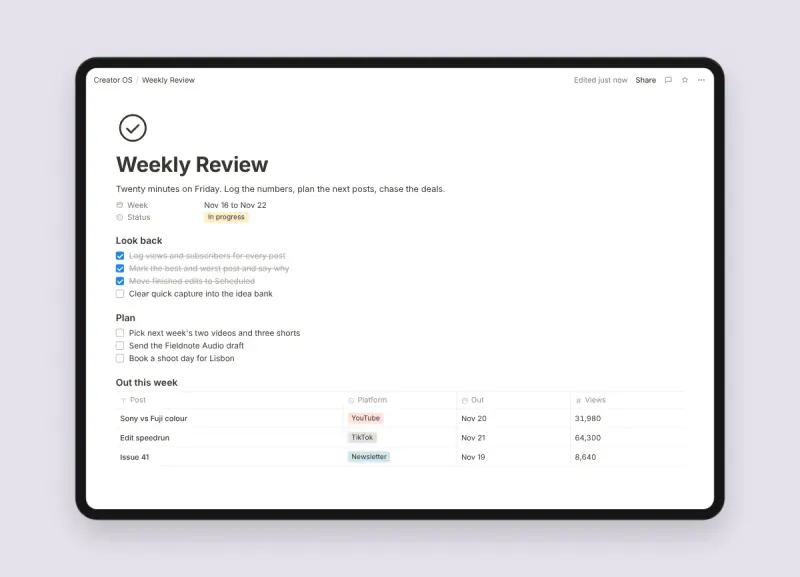 Creator OS / Weekly Review
Edited just now Share
Weekly Review
Twenty minutes on Friday. Log the numbers, plan the next posts, chase the deals.
Week Nov 16 to Nov 22
Status In progress
Look back
Log views and subscribers for every post
Mark the best and worst post and say why
Move finished edits to Scheduled
Clear quick capture into the idea bank
Plan
Pick next week's two videos and three shorts
Send the Fieldnote Audio draft
Book a shoot day for Lisbon
Out this week
Post Platform Out Views
Sony vs Fuji colour YouTube Nov 20 31,980
Edit speedrun TikTok Nov 21 64,300
Issue 41 Newsletter Nov 19 8,640